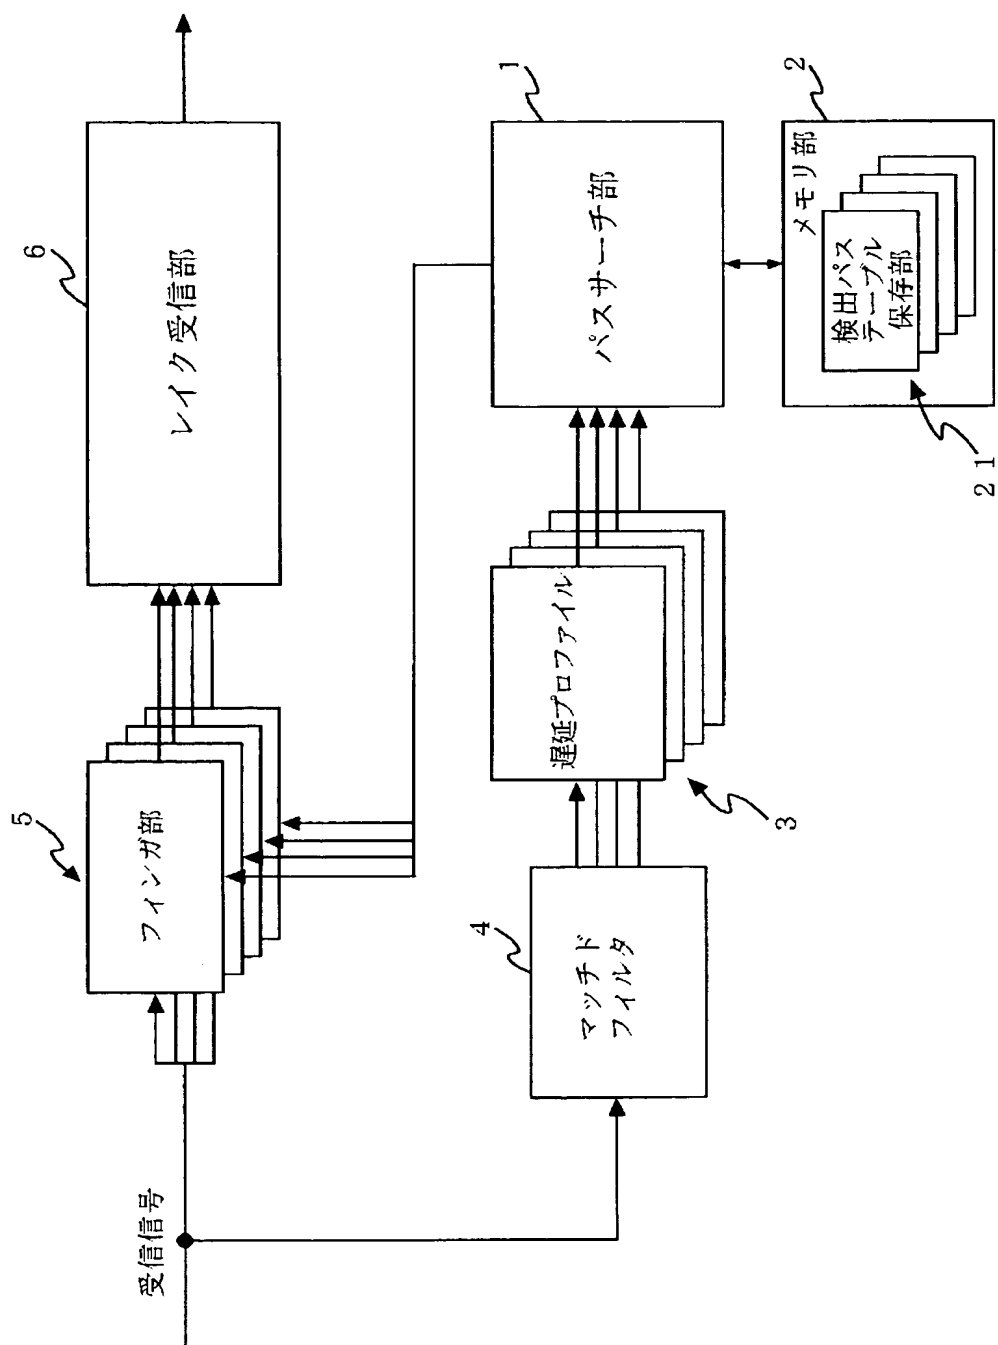 受信信号
5
フィンガ部
6
レイク受信部
4
マッチド
フィルタ
遅延プロファイル
3
1
パスサーチ部
2
メモリ部
検出パス
テーブル
保存部
21